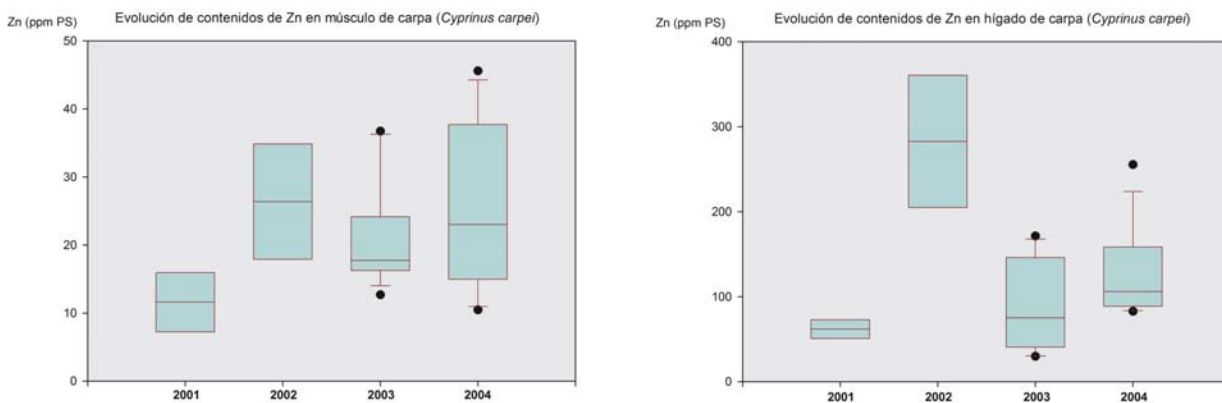 Evolución de contenidos de Zn en músculo de carpa (Cyprinus carpei)
Zn (ppm PS)
50
40
30
20
10
0
2001 2002 2003 2004
Evolución de contenidos de Zn en hígado de carpa (Cyprinus carpei)
Zn (ppm PS)
400
300
200
100
0
2001 2002 2003 2004